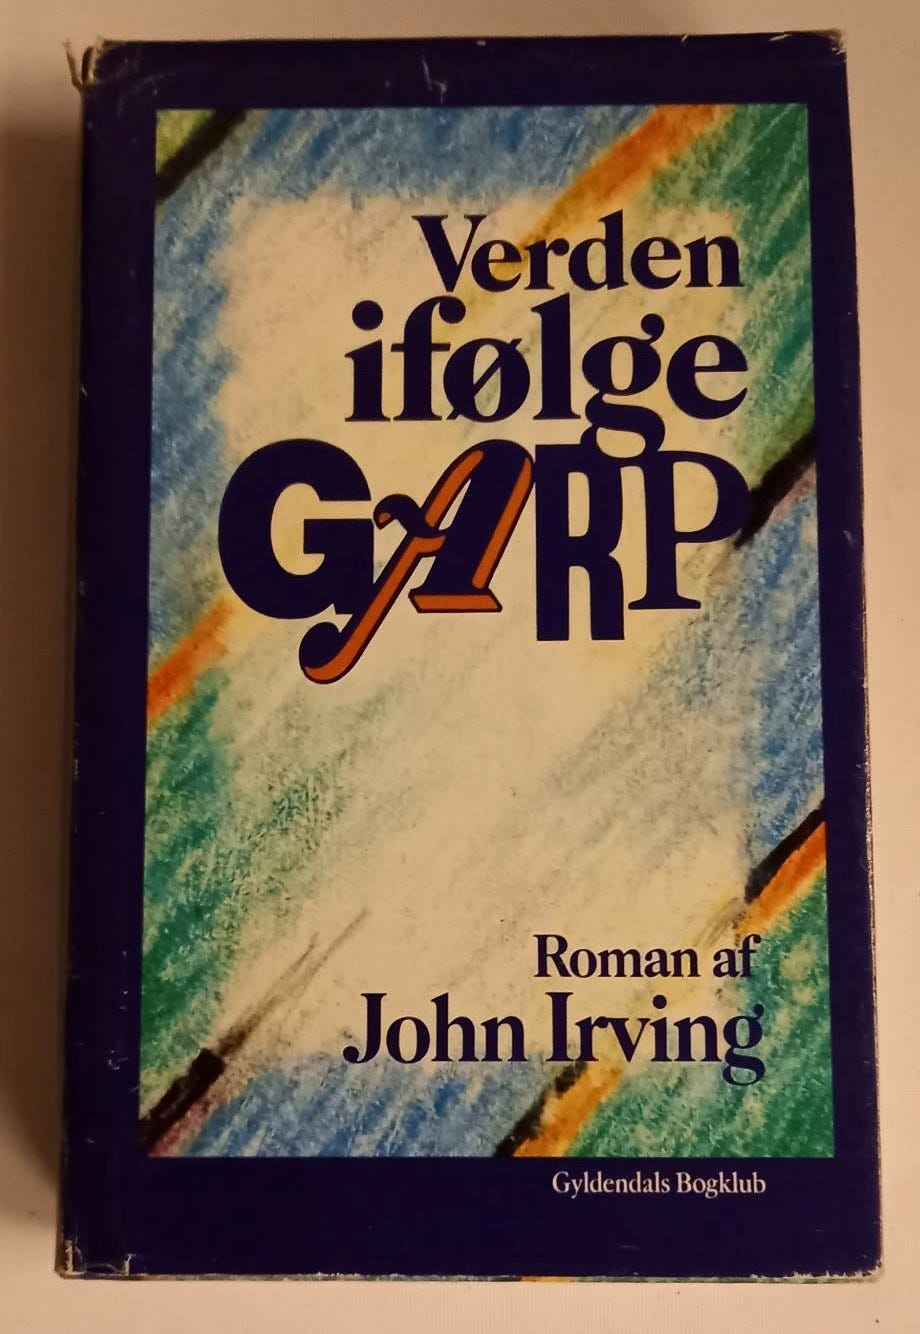 Verden
ifølge
GARP
Roman af
John Irving
Gyldendals Bogklub